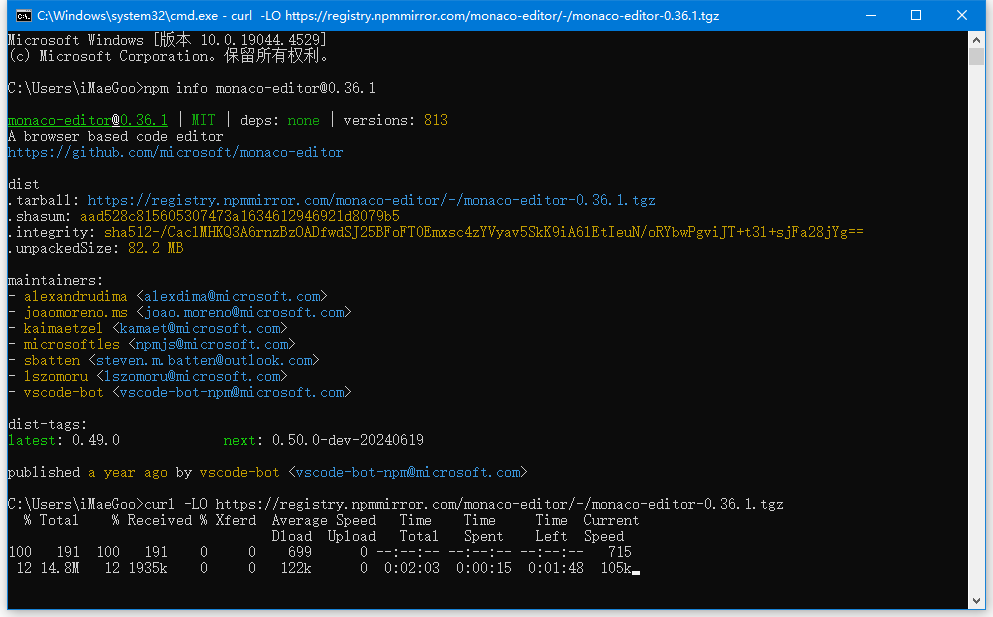 C:\Windows\system32\cmd.exe - curl  -LO https://registry.npmmirror.com/monaco-editor/-/monaco-editor-0.36.1.tgz
Microsoft Windows [版本 10.0.19044.4529]
(c) Microsoft Corporation。保留所有权利。
C:\Users\iMaeGoo>npm info monaco-editor@0.36.1
monaco-editor@0.36.1 | MIT | deps: none | versions: 813
A browser based code editor
https://github.com/microsoft/monaco-editor
dist
.tarball: https://registry.npmmirror.com/monaco-editor/-/monaco-editor-0.36.1.tgz
.shasum: aad528c815605307473a1634612946921d8079b5
.integrity: sha512-/CaclMHKQ3A6rnzBzOADfwdSJ25BFoFT0Emxsc4zYVyav5SkK9iA6lEtIeuN/oRYbwPgviJT+t3l+sjFa28jYg==
.unpackedSize: 82.2 MB
maintainers:
- alexandrudima <alexdima@microsoft.com>
- joaomoreno.ms <joao.moreno@microsoft.com>
- kaimaetzel <kamaet@microsoft.com>
- microsoft1es <npmjs@microsoft.com>
- sbatten <steven.m.batten@outlook.com>
- lszomoru <lszomoru@microsoft.com>
- vscode-bot <vscode-bot-npm@microsoft.com>
dist-tags:
latest: 0.49.0             next: 0.50.0-dev-20240619
published a year ago by vscode-bot <vscode-bot-npm@microsoft.com>
C:\Users\iMaeGoo>curl -LO https://registry.npmmirror.com/monaco-editor/-/monaco-editor-0.36.1.tgz
  % Total    % Received % Xferd  Average Speed   Time    Time     Time  Current
                                 Dload  Upload   Total   Spent    Left  Speed
100   191  100   191    0     0    699      0 --:--:-- --:--:-- --:--:--   715
 12 14.8M   12 1935k    0     0   122k      0  0:02:03  0:00:15  0:01:48  105k